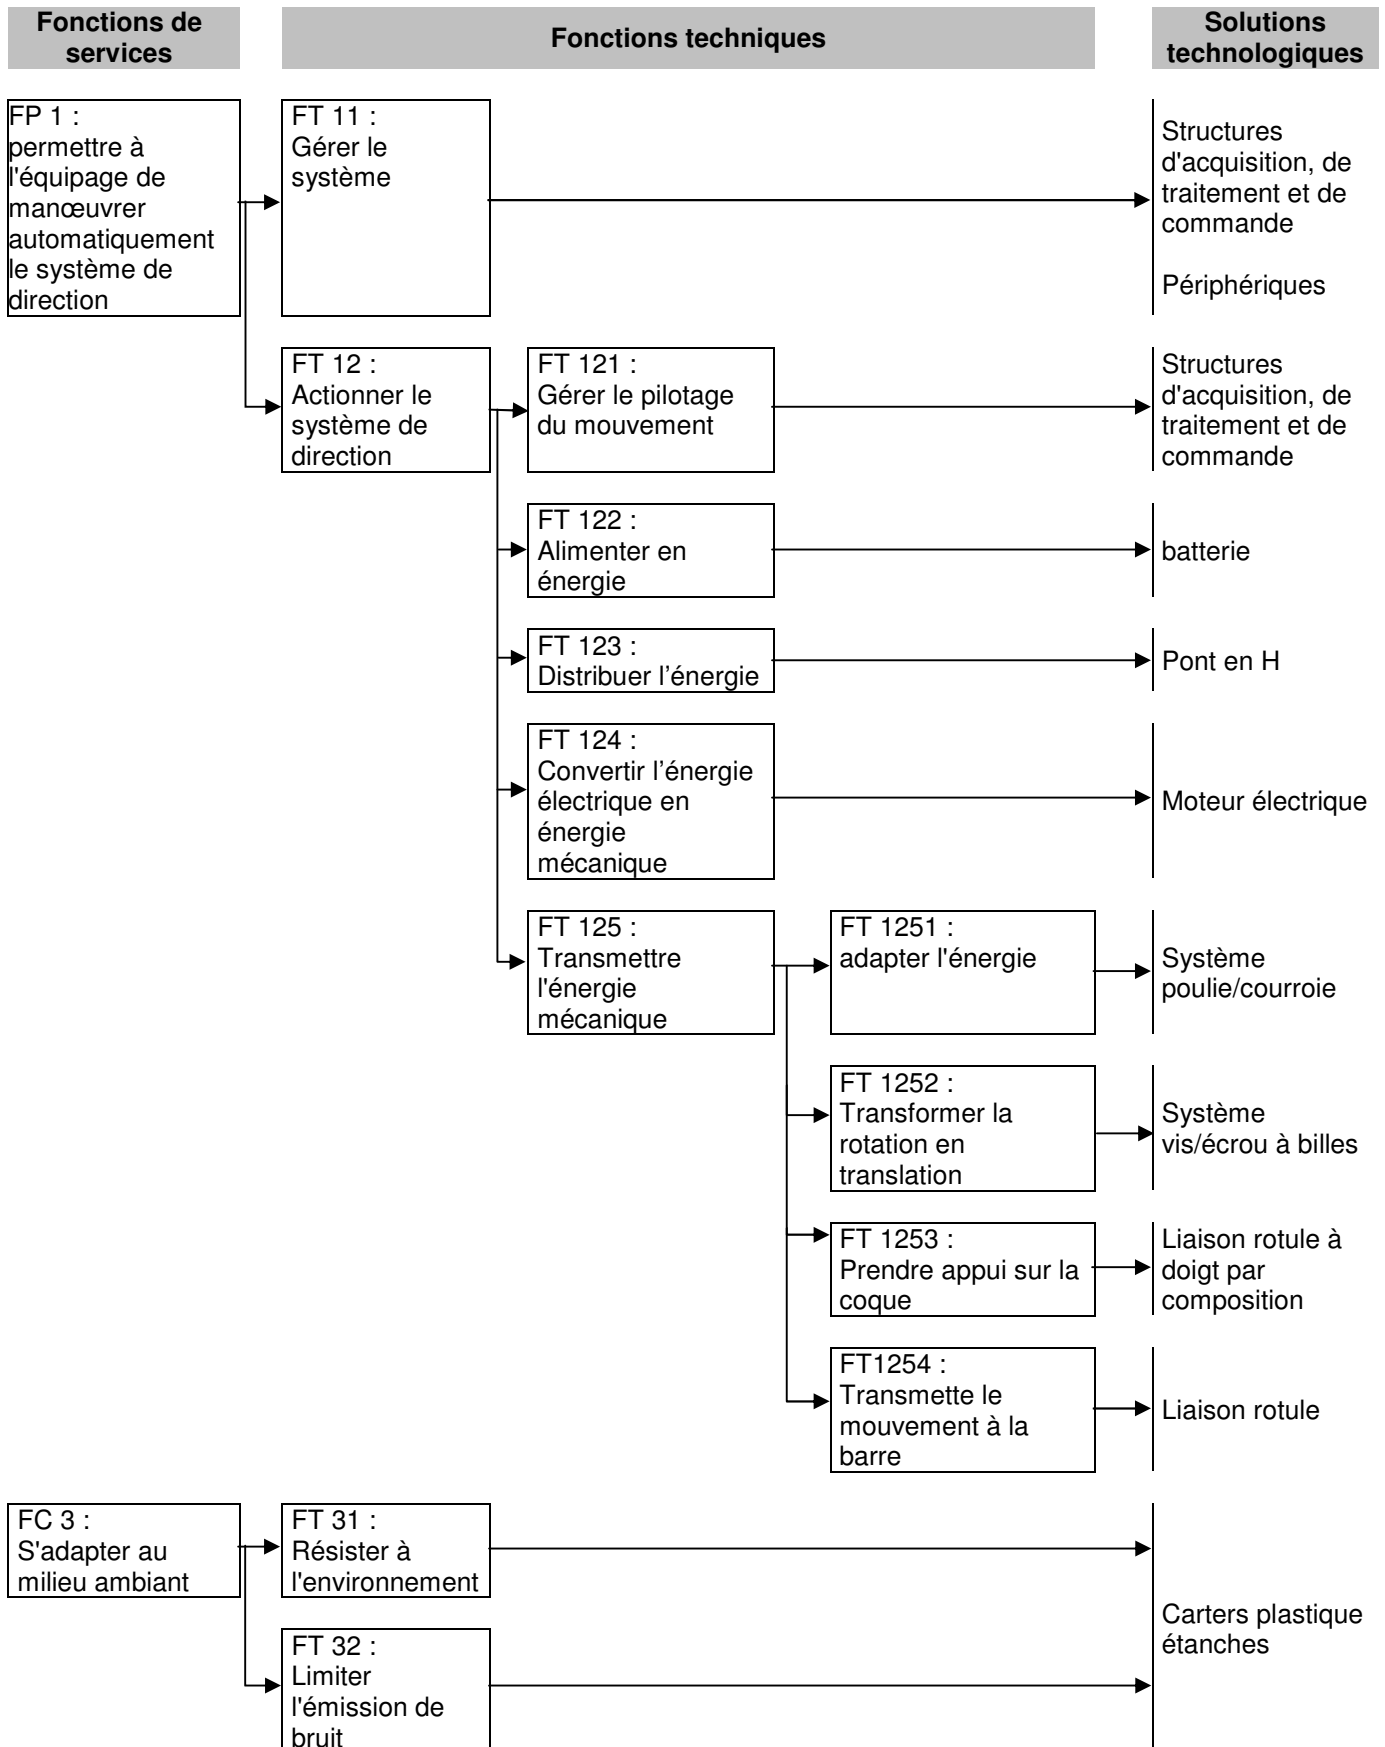 Fonctions de
services
Fonctions techniques
Solutions
technologiques
FP 1 :
permettre à
l'équipage de
manœuvrer
automatiquement
le système de
direction
FT 11 :
Gérer le
système
Structures
d'acquisition, de
traitement et de
commande
Périphériques
FT 12 :
Actionner le
système de
direction
FT 121 :
Gérer le pilotage
du mouvement
Structures
d'acquisition, de
traitement et de
commande
FT 122 :
Alimenter en
énergie
batterie
FT 123 :
Distribuer l’énergie
Pont en H
FT 124 :
Convertir l’énergie
électrique en
énergie
mécanique
Moteur électrique
FT 125 :
Transmettre
l'énergie
mécanique
FT 1251 :
adapter l'énergie
Système
poulie/courroie
FT 1252 :
Transformer la
rotation en
translation
Système
vis/écrou à billes
FT 1253 :
Prendre appui sur la
coque
Liaison rotule à
doigt par
composition
FT1254 :
Transmette le
mouvement à la
barre
Liaison rotule
FC 3 :
S'adapter au
milieu ambiant
FT 31 :
Résister à
l'environnement
FT 32 :
Limiter
l'émission de
bruit
Carters plastique
étanches